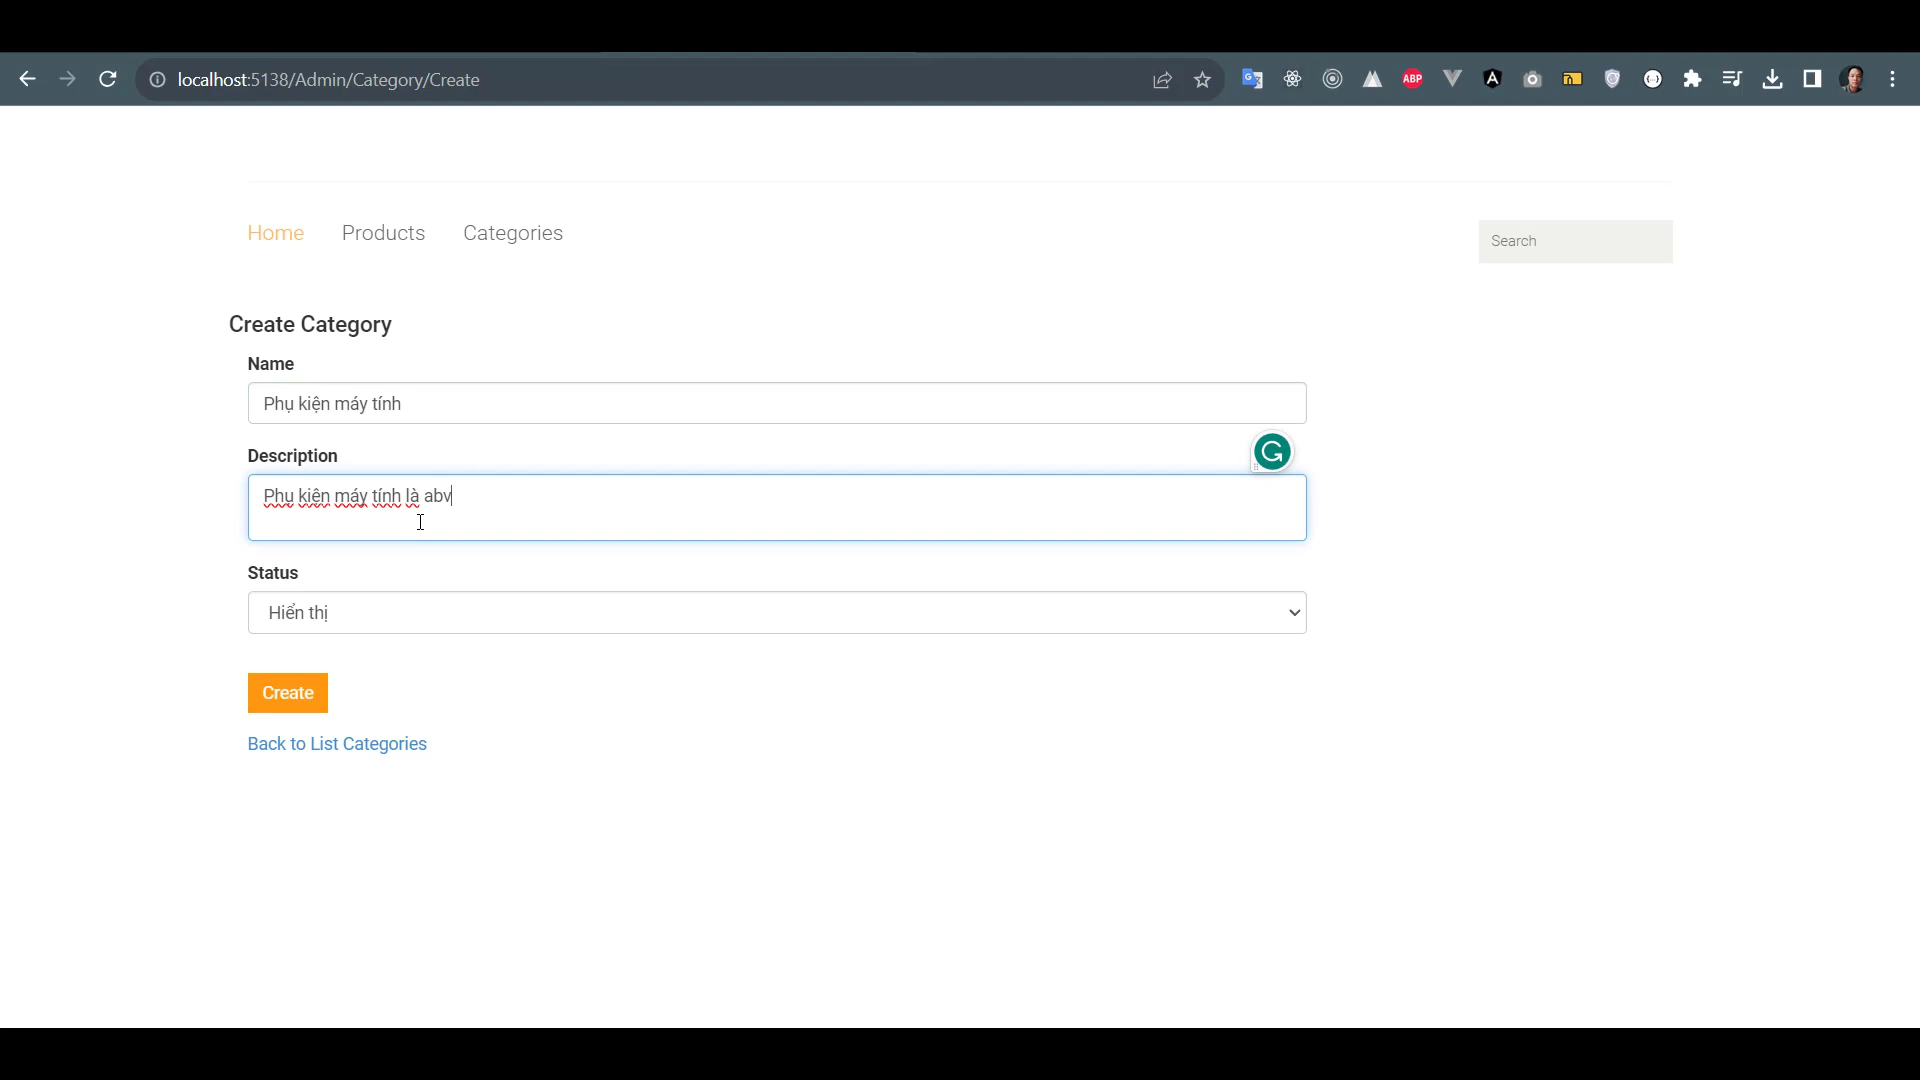 localhost:5138/Admin/Category/Create
ABP
Home Products Categories
Search
Create Category
Name
Phụ kiện máy tính
Description
Phụ kiện máy tính là abv
Status
Hiển thị
Create
Back to List Categories